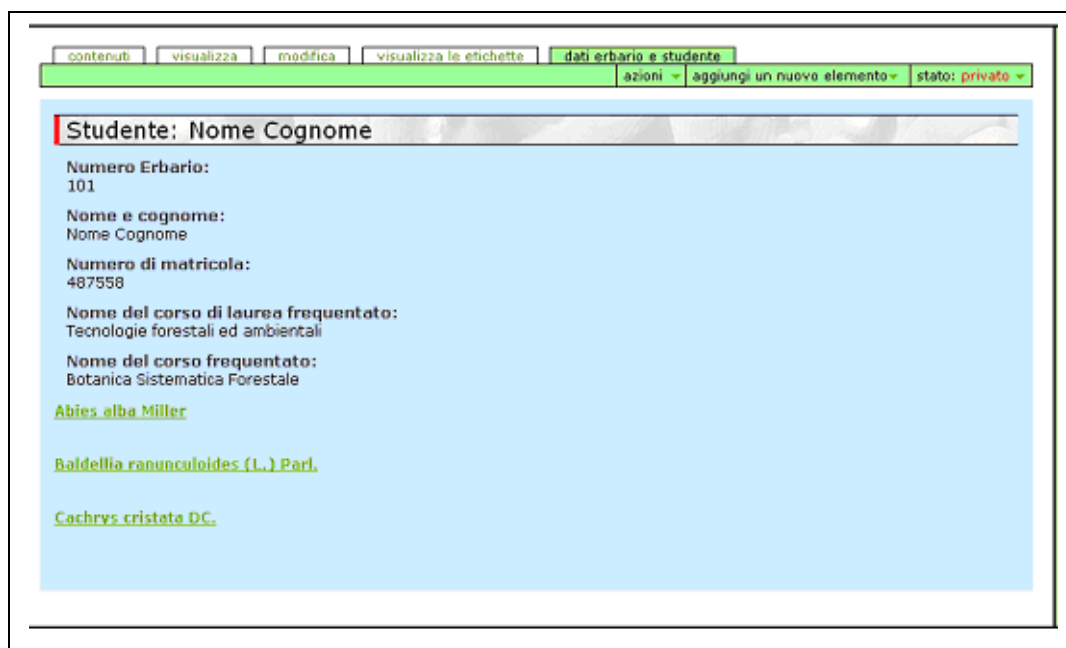 contenuti visualizza modifica visualizza le etichette dati erbario e studente
azioni aggiungi un nuovo elemento stato: privato
Studente: Nome Cognome
Numero Erbario:
101
Nome e cognome:
Nome Cognome
Numero di matricola:
487558
Nome del corso di laurea frequentato:
Tecnologie forestali ed ambientali
Nome del corso frequentato:
Botanica Sistematica Forestale
Abies alba Miller
Baldellia ranunculoides (L.) Parl.
Cachrys cristata DC.